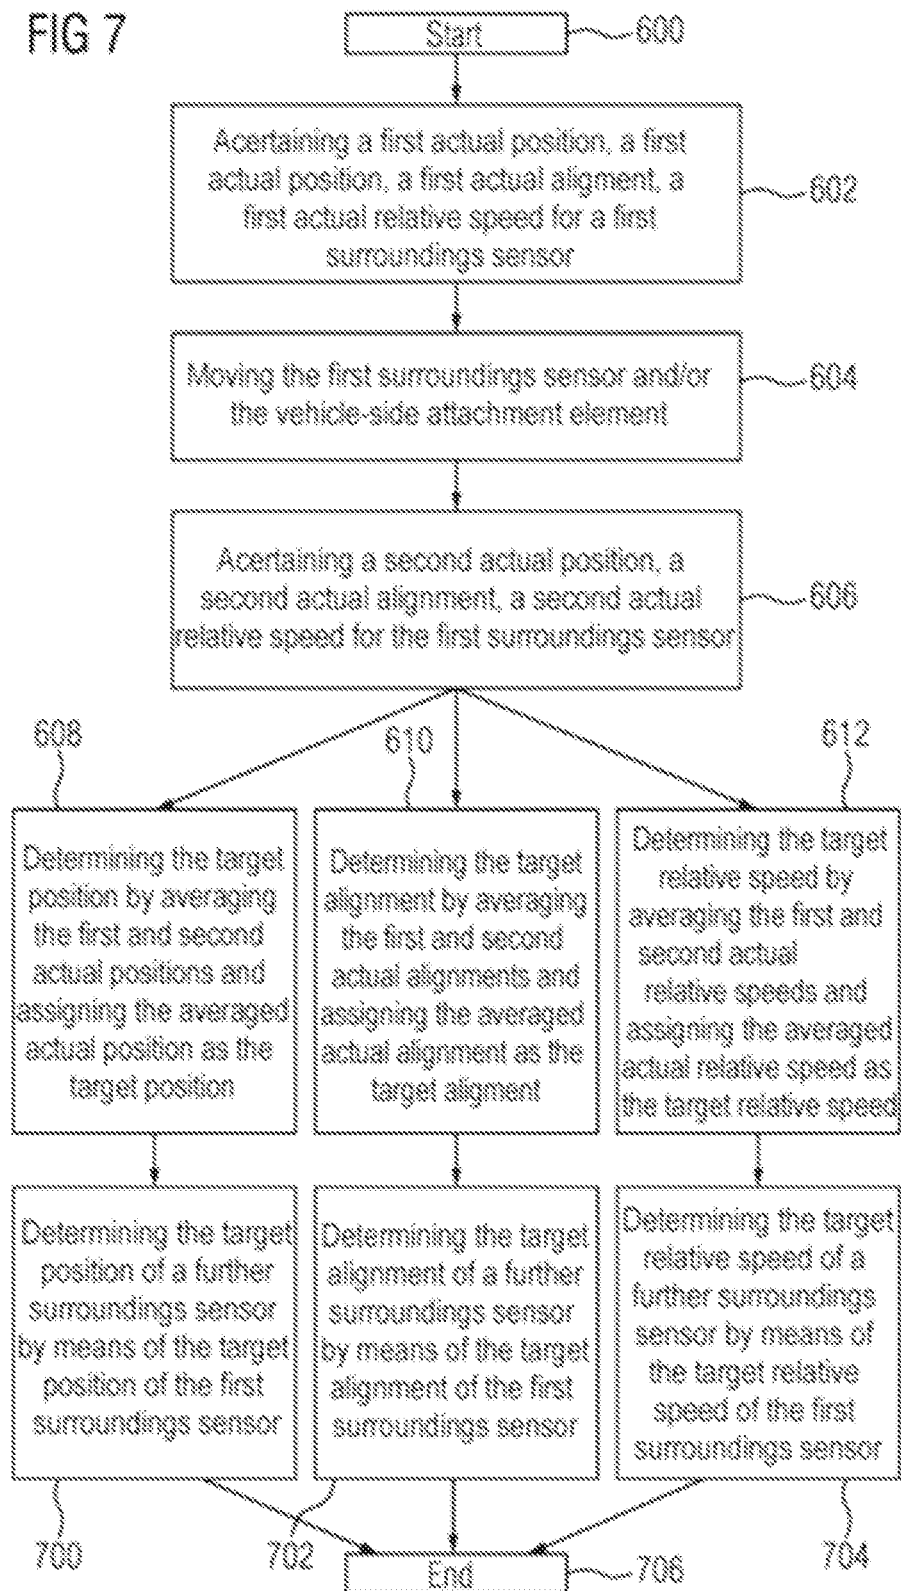 FIG 7
Start
600
Acertaining a first actual position, a first
actual position, a first actual aligment, a
first actual relative speed for a first
surroundings sensor
602
Moving the first surroundings sensor and/or
the vehicle-side attachment element
604
Acertaining a second actual position, a
second actual alignment, a second actual
relative speed for the first surroundings sensor
606
608
610
612
Determining the target
position by averaging
the first and second
actual positions and
assigning the averaged
actual position as the
target position
Determining the target
alignment by averaging
the first and second
actual alignments and
assigning the averaged
actual alignment as the
target aligment
Determining the target
relative speed by
averaging the first and
second actual
relative speeds and
assigning the averaged
actual relative speed as
the target relative speed
Determining the target
position of a further
surroundings sensor
by means of the target
position of the first
surroundings sensor
Determining the target
alignment of a further
surroundings sensor
by means of the target
alignment of the first
surroundings sensor
Determining the target
relative speed of a
further surroundings
sensor by means of
the target relative
speed of the first
surroundings sensor
700
702
704
End
706